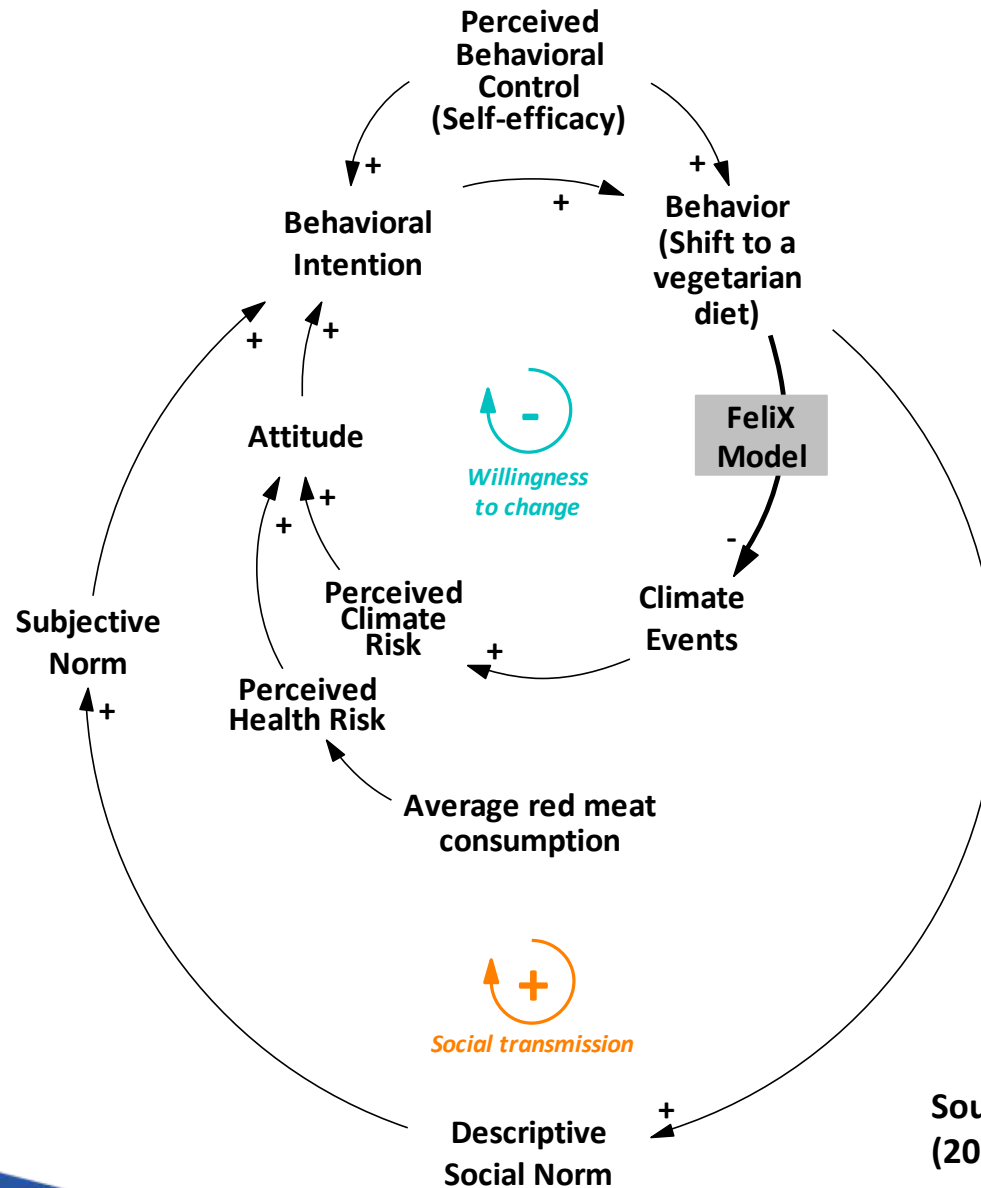 Perceived
Behavioral
Control
(Self-efficacy)
+
+
+
Behavioral
Intention
Behavior
(Shift to a
vegetarian
diet)
+
+
-
Willingness
to change
FeliX
Model
Attitude
+
+
-
Perceived
Climate
Risk
+
Climate
Events
Subjective
Norm
+
Perceived
Health Risk
Average red meat
consumption
+
Social transmission
+
Descriptive
Social Norm
(20